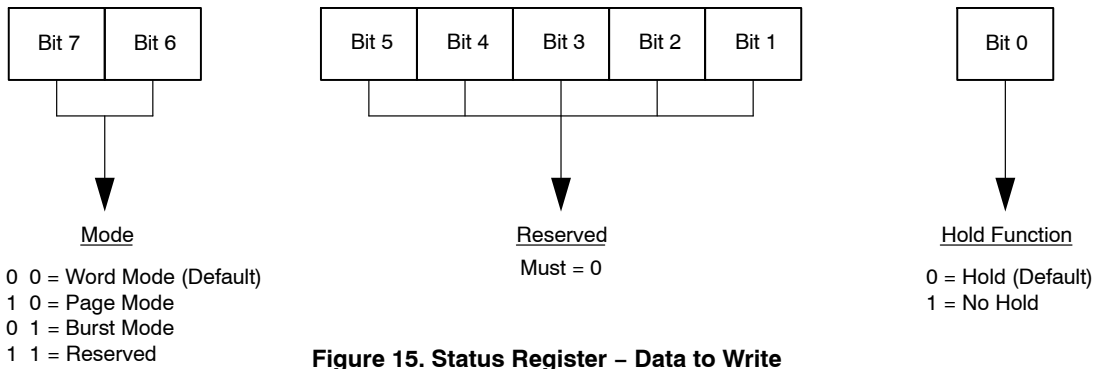 Bit 7 Bit 6 Bit 5 Bit 4 Bit 3 Bit 2 Bit 1 Bit 0
Mode
0 0 = Word Mode (Default)
1 0 = Page Mode
0 1 = Burst Mode
1 1 = Reserved
Reserved
Must = 0
Hold Function
0 = Hold (Default)
1 = No Hold
Figure 15. Status Register – Data to Write